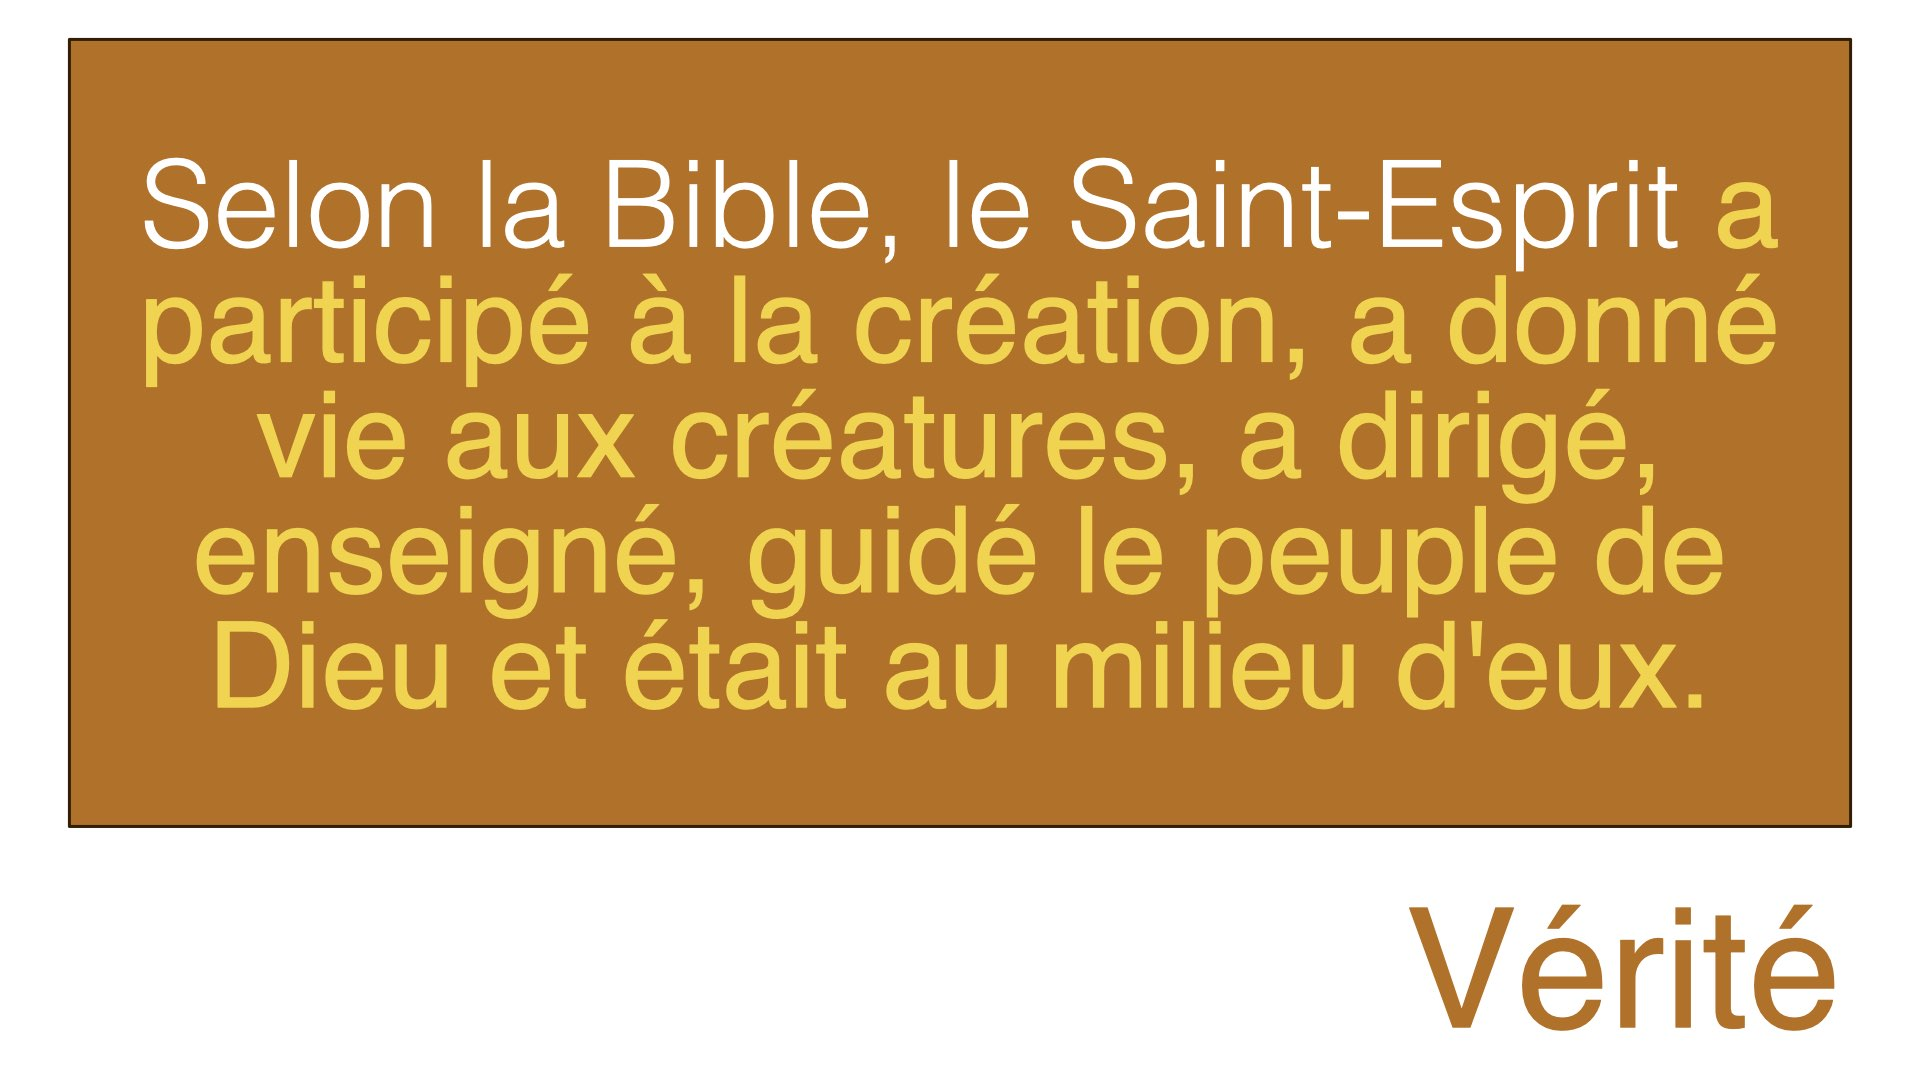 Selon la Bible, le Saint-Esprit a
participé à la création, a donné
vie aux créatures, a dirigé,
enseigné, guidé le peuple de
Dieu et était au milieu d'eux.
Vérité